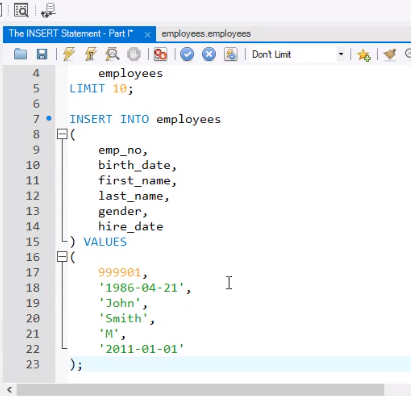 Don't Limit
The INSERT Statement - Part I* × employees.employees
4 employees
5 LIMIT 10;
6
7 INSERT INTO employees
8 (
9 emp_no,
10 birth_date,
11 first_name,
12 last_name,
13 gender,
14 hire_date
15 ) VALUES
16 (
17 999901,
18 '1986-04-21',
19 'John',
20 'Smith',
21 'M',
22 '2011-01-01'
23 );